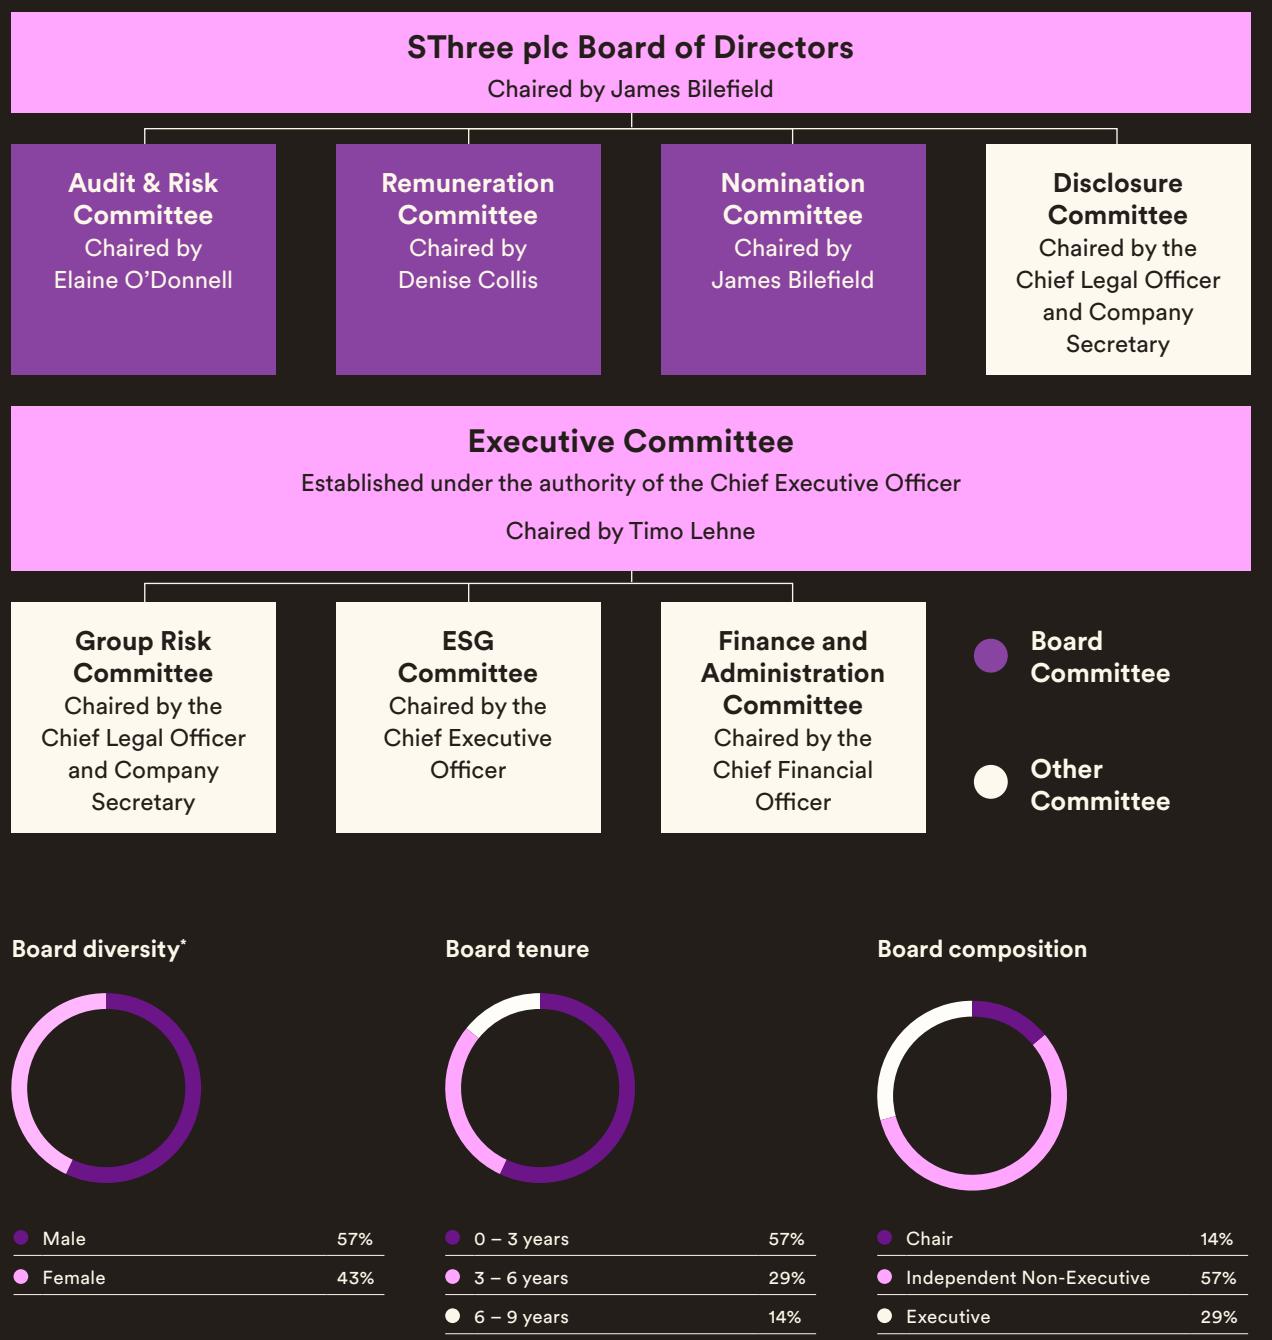 SThree plc Board of Directors
Chaired by James Bilefield
Audit & Risk
Committee
Chaired by
Elaine O’Donnell
Remuneration
Committee
Chaired by
Denise Collis
Nomination
Committee
Chaired by
James Bilefield
Disclosure
Committee
Chaired by the
Chief Legal Officer
and Company
Secretary
Executive Committee
Established under the authority of the Chief Executive Officer
Chaired by Timo Lehne
Group Risk
Committee
Chaired by the
Chief Legal Officer
and Company
Secretary
ESG
Committee
Chaired by the
Chief Executive
Officer
Finance and
Administration
Committee
Chaired by the
Chief Financial
Officer
Board
Committee
Other
Committee
Board diversity*
Male 57%
Female 43%
Board tenure
0 – 3 years 57%
3 – 6 years 29%
6 – 9 years 14%
Board composition
Chair 14%
Independent Non-Executive 57%
Executive 29%